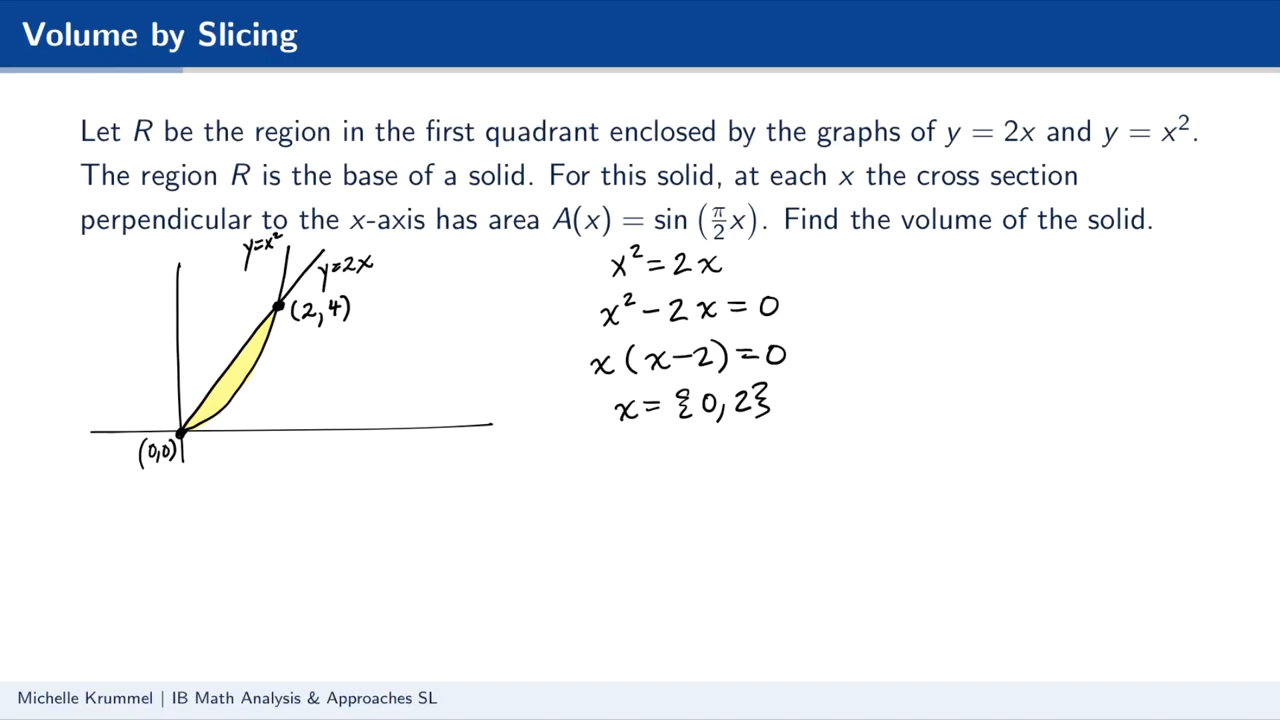 Volume by Slicing
Let R be the region in the first quadrant enclosed by the graphs of y = 2x and y = x².
The region R is the base of a solid. For this solid, at each x the cross section
perpendicular to the x-axis has area A(x) = sin (π/2 x). Find the volume of the solid.
y=x²
y=2x
(2,4)
(0,0)
x²=2x
x²-2x=0
x(x-2)=0
x={0,2}
Michelle Krummel | IB Math Analysis & Approaches SL